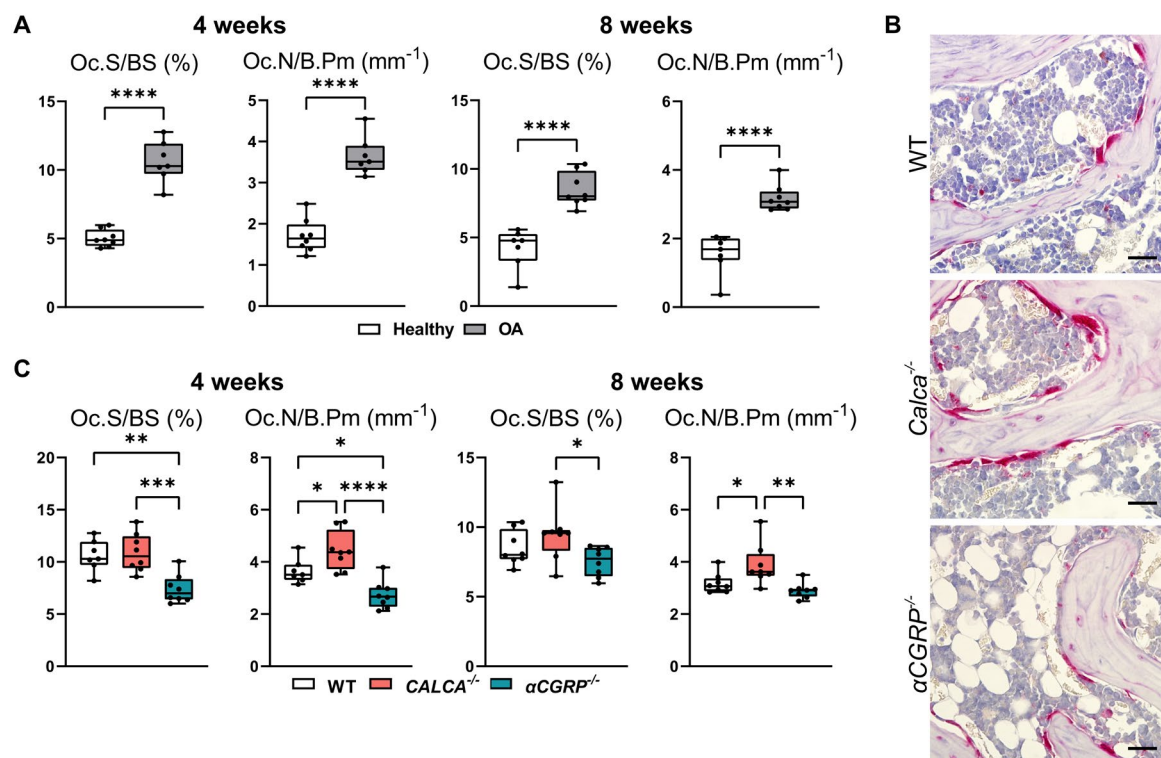 A
4 weeks
8 weeks
B
Oc.S/BS (%)
Oc.N/B.Pm (mm⁻¹)
Oc.S/BS (%)
Oc.N/B.Pm (mm⁻¹)
15
10
5
0
****
5
4
3
2
1
0
****
15
10
5
0
****
6
4
2
0
****
Healthy
OA
WT
Calca⁻/⁻
αCGRP⁻/⁻
C
4 weeks
8 weeks
Oc.S/BS (%)
Oc.N/B.Pm (mm⁻¹)
Oc.S/BS (%)
Oc.N/B.Pm (mm⁻¹)
20
15
10
5
0
**
***
8
6
4
2
0
*
*
****
15
10
5
0
*
8
6
4
2
0
*
**
WT
CALCA⁻/⁻
αCGRP⁻/⁻